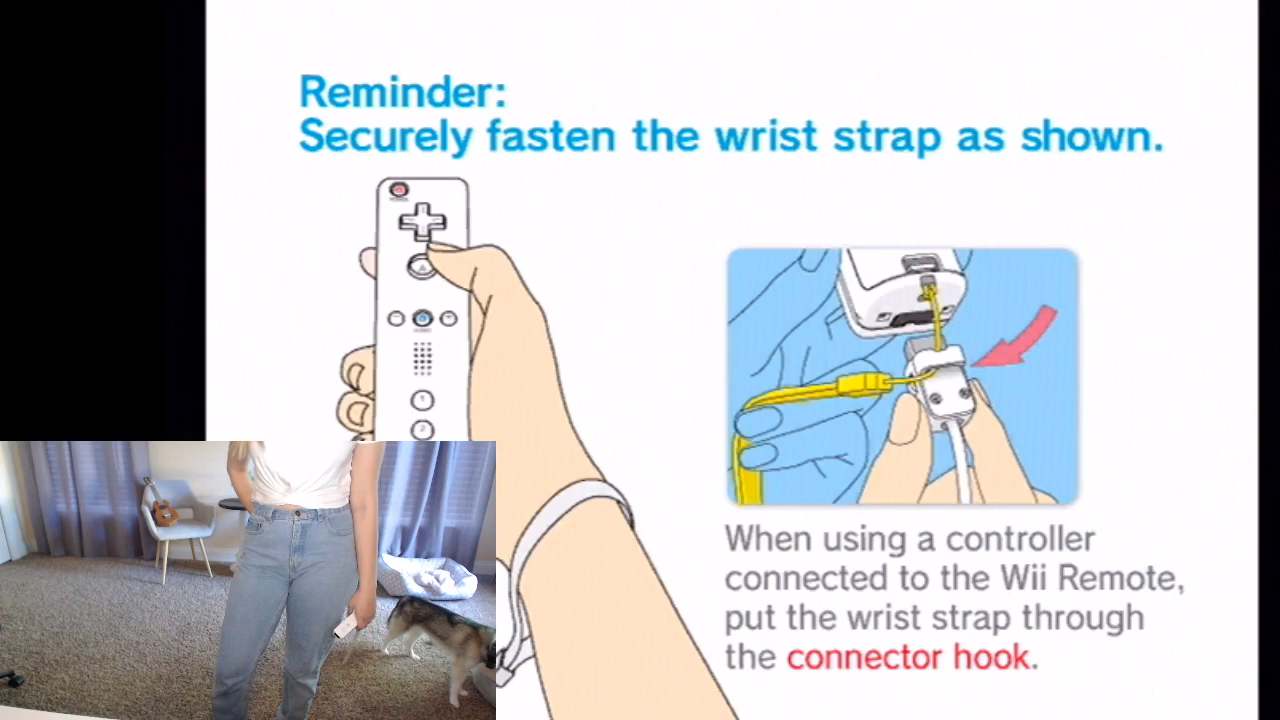 Reminder:
Securely fasten the wrist strap as shown.
When using a controller
connected to the Wii Remote,
put the wrist strap through
the connector hook.